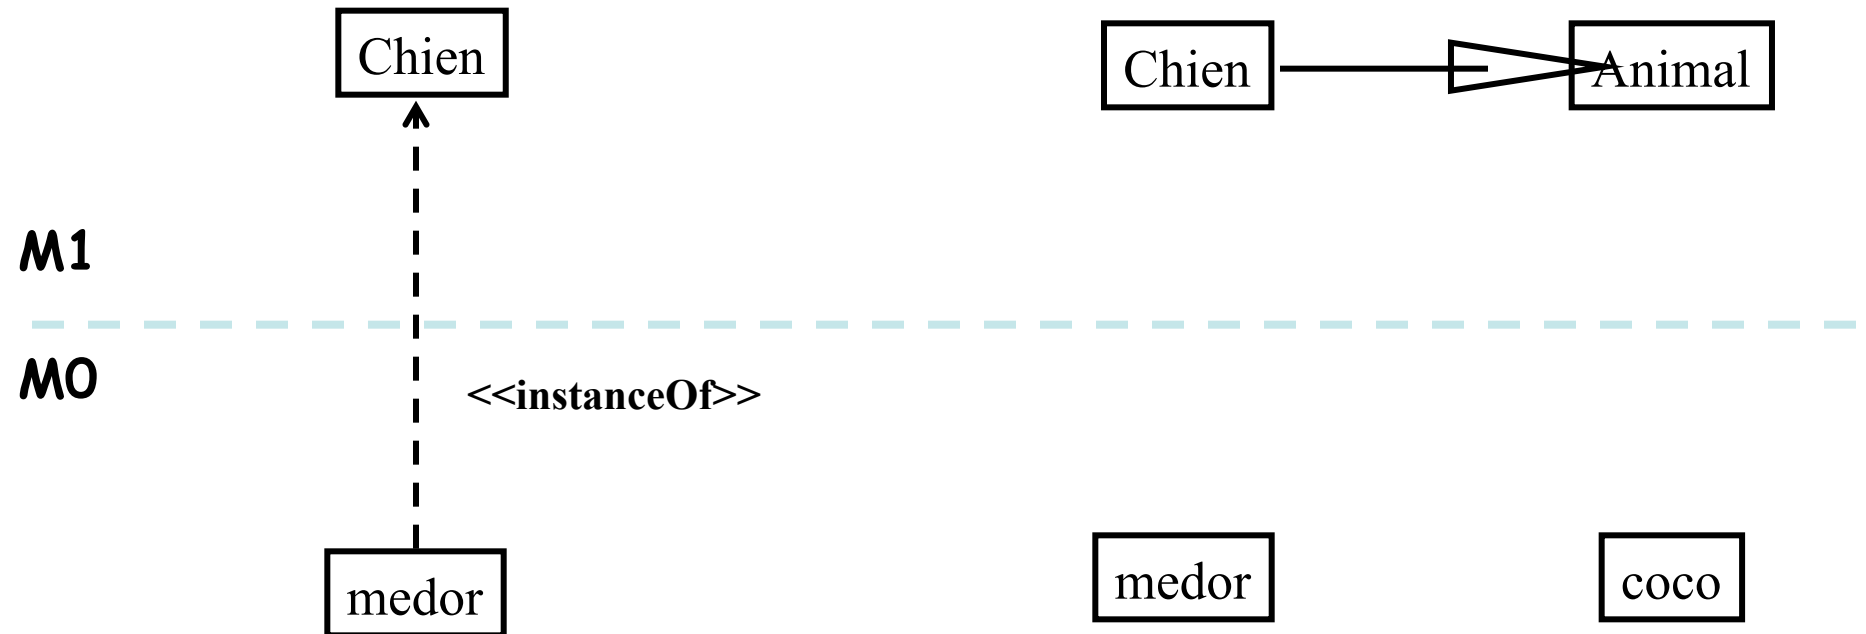 Chien
Chien
Animal
M1
M0
<<instanceOf>>
medor
medor
coco